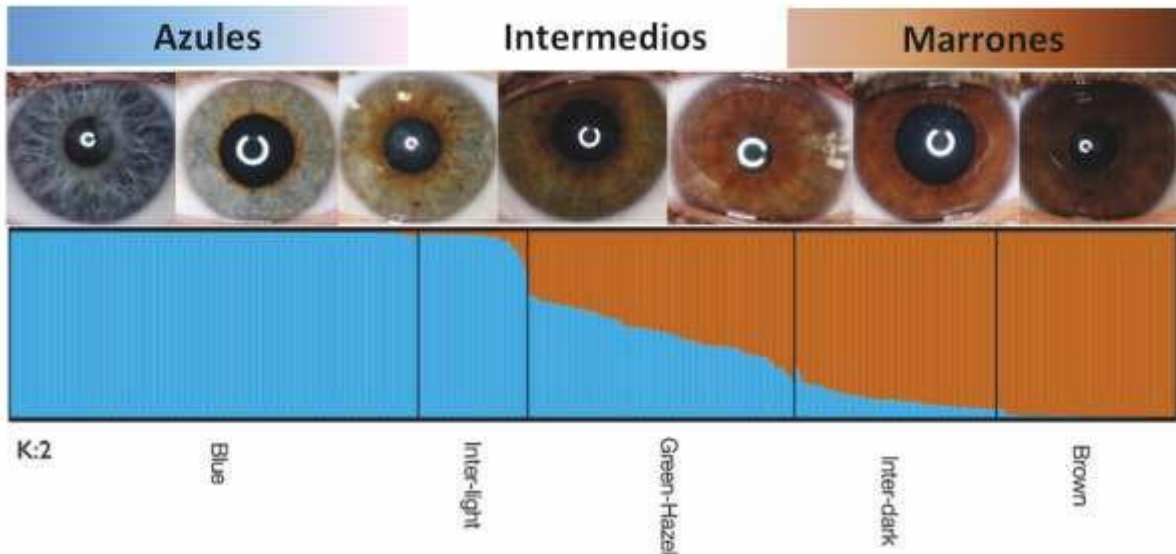 Azules
Intermedios
Marrones
K:2
Blue
Inter-light
Green-Hazel
Inter-dark
Brown